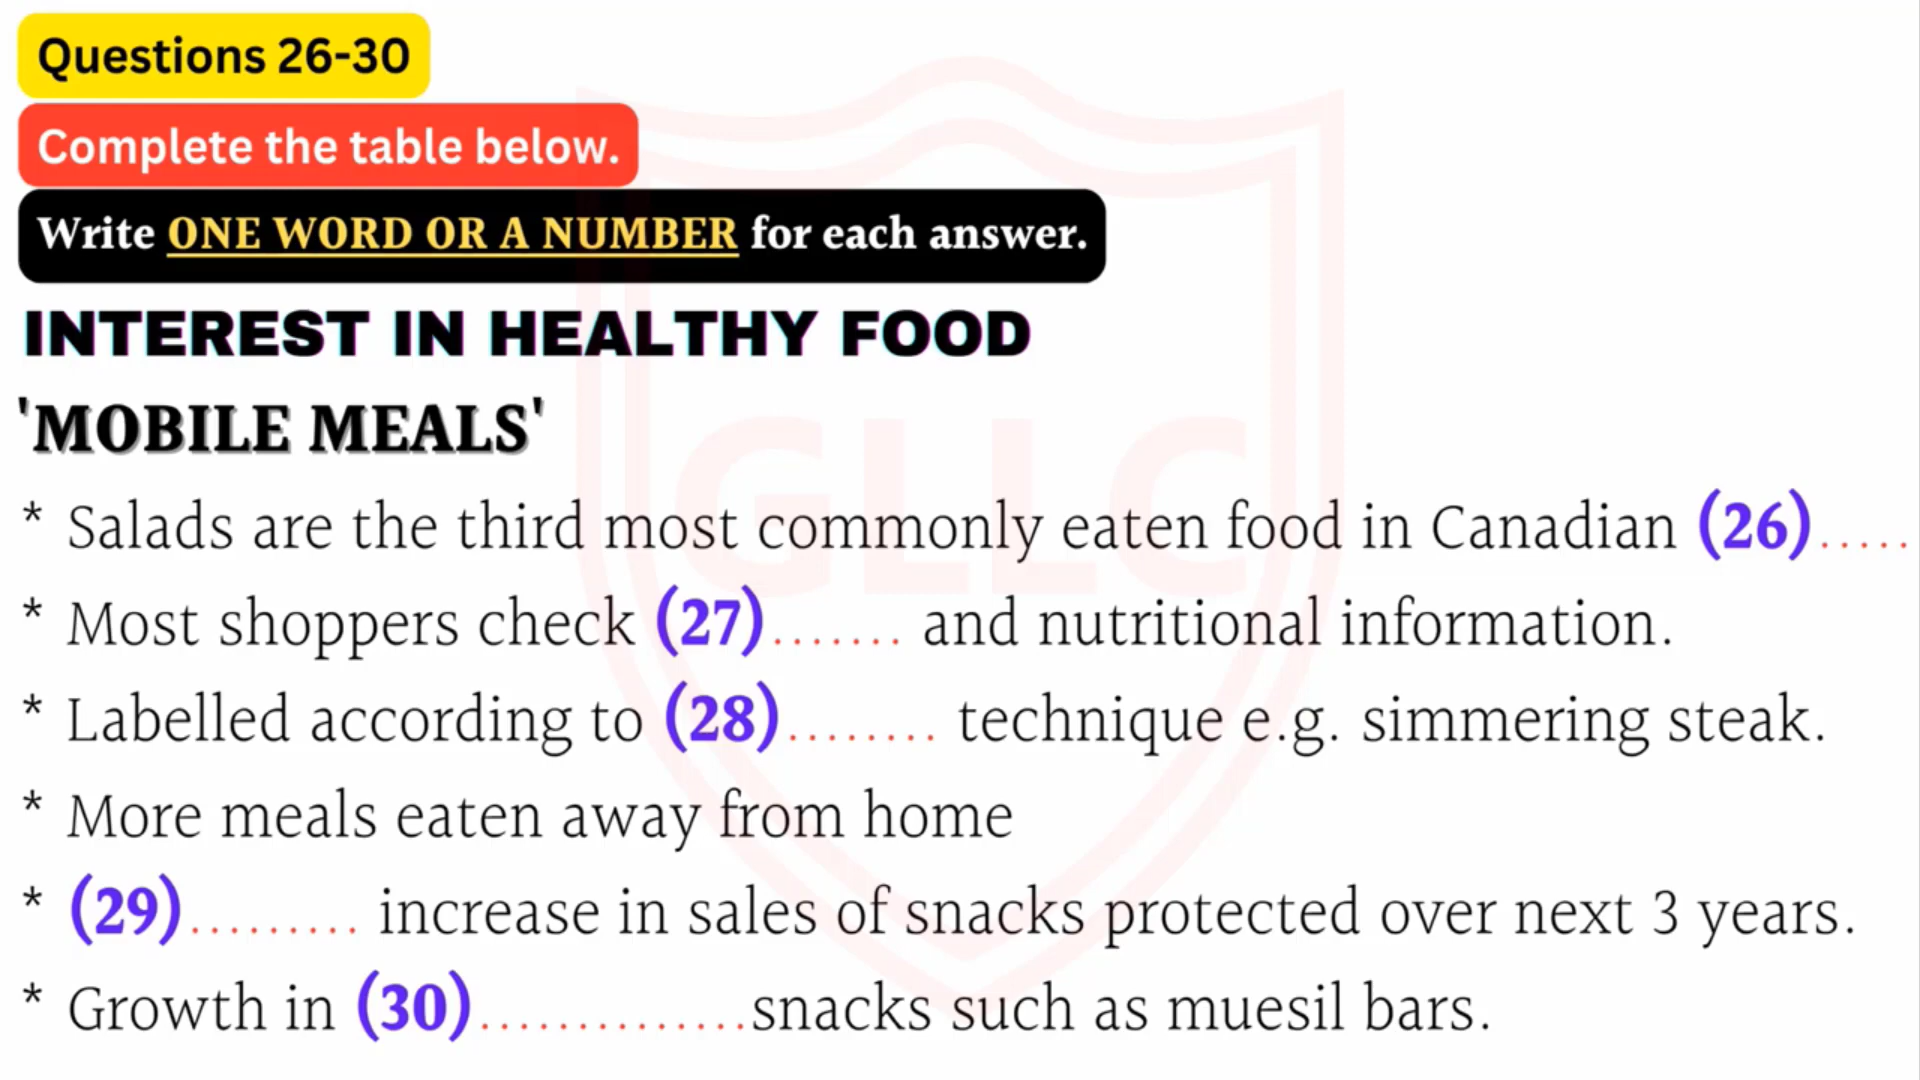 Questions 26-30
Complete the table below.
Write ONE WORD OR A NUMBER for each answer.
INTEREST IN HEALTHY FOOD
'MOBILE MEALS'
* Salads are the third most commonly eaten food in Canadian (26).....
* Most shoppers check (27)....... and nutritional information.
* Labelled according to (28)........ technique e.g. simmering steak.
* More meals eaten away from home
* (29)......... increase in sales of snacks protected over next 3 years.
* Growth in (30)..............snacks such as muesil bars.
GLLC